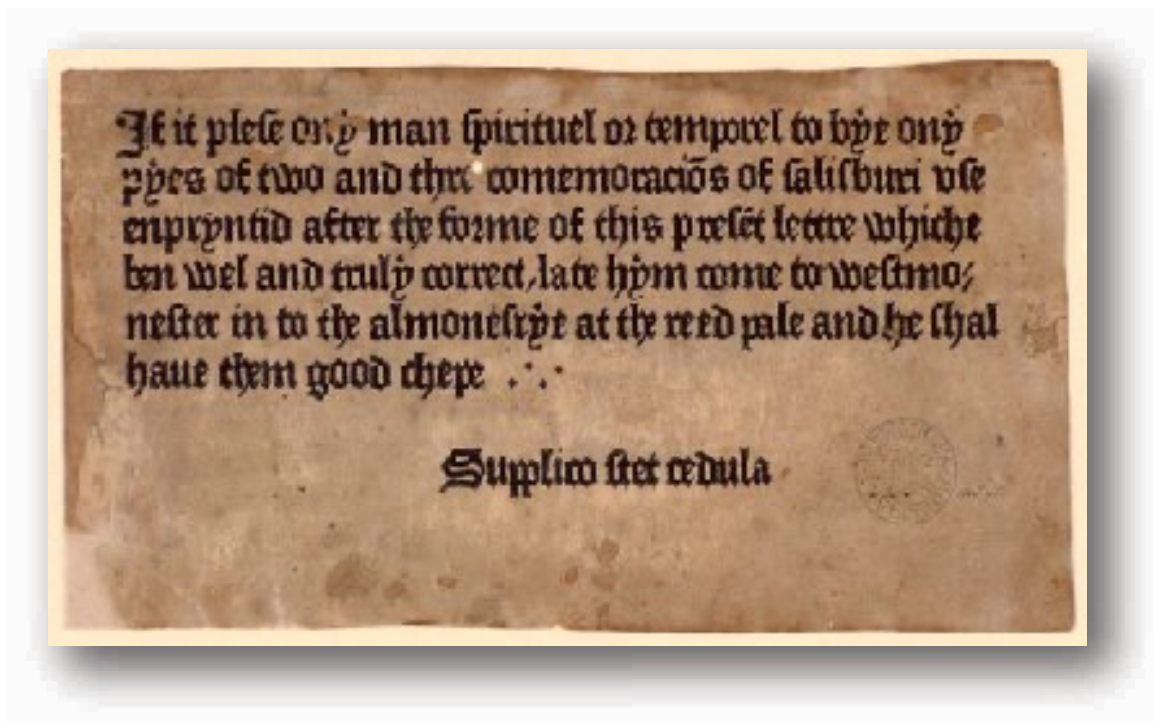 If it plese ony man spirituel or temporel to bye ony
pyes of two and thre comemoraciõs of salisburi vse
enpryntid after the forme of this presẽt lettre whiche
ben wel and truly correct, late hym come to westmo⸗
nester in to the almonesrye at the reed pale and he shal
haue them good chepe .·.·
Supplico stet cedula